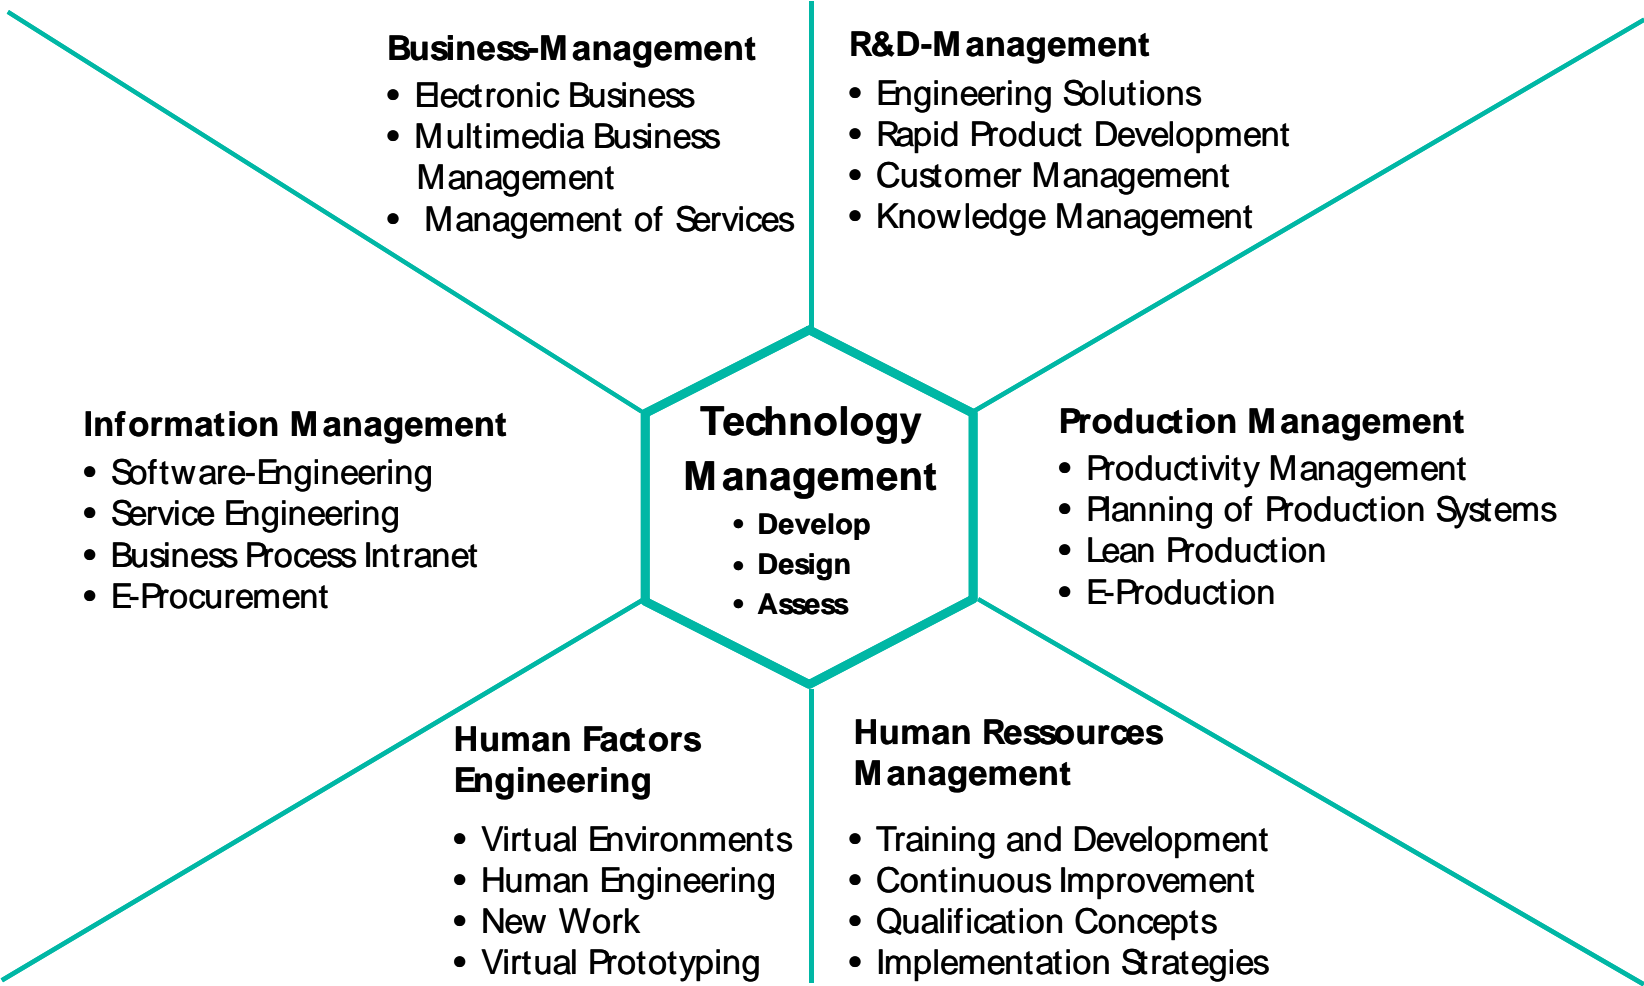 Business-Management
• Electronic Business
• Multimedia Business
Management
• Management of Services
R&D-Management
• Engineering Solutions
• Rapid Product Development
• Customer Management
• Knowledge Management
Information Management
• Software-Engineering
• Service Engineering
• Business Process Intranet
• E-Procurement
Technology
Management
• Develop
• Design
• Assess
Production Management
• Productivity Management
• Planning of Production Systems
• Lean Production
• E-Production
Human Factors
Engineering
• Virtual Environments
• Human Engineering
• New Work
• Virtual Prototyping
Human Ressources
Management
• Training and Development
• Continuous Improvement
• Qualification Concepts
• Implementation Strategies